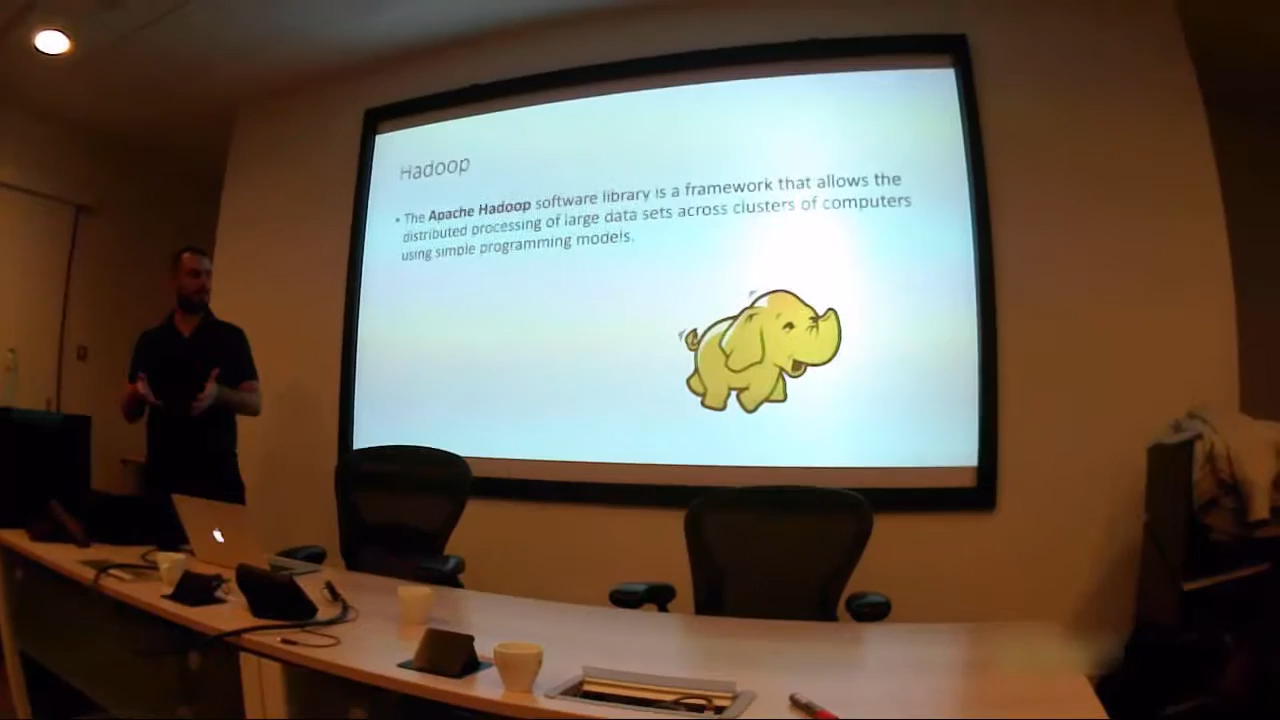 Hadoop
• The Apache Hadoop software library is a framework that allows the
distributed processing of large data sets across clusters of computers
using simple programming models.